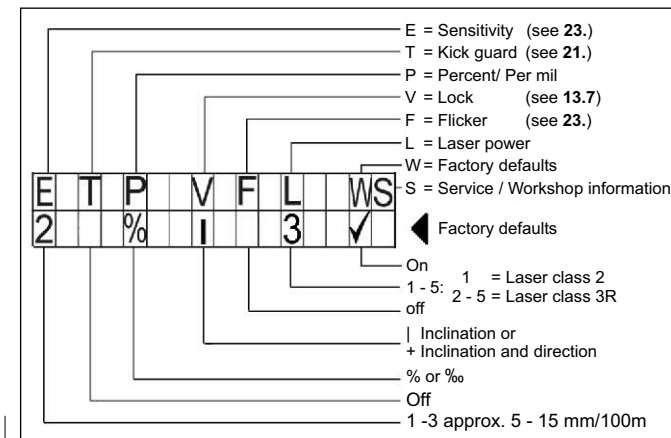 E = Sensitivity (see 23.)
T = Kick guard (see 21.)
P = Percent/ Per mil
V = Lock (see 13.7)
F = Flicker (see 23.)
L = Laser power
W = Factory defaults
S = Service / Workshop information
E T P V F L W S
2 % I 3 ✓
Factory defaults
On
1 - 5: 1 = Laser class 2
2 - 5 = Laser class 3R
off
| Inclination or
+ Inclination and direction
% or ‰
Off
1 -3 approx. 5 - 15 mm/100m